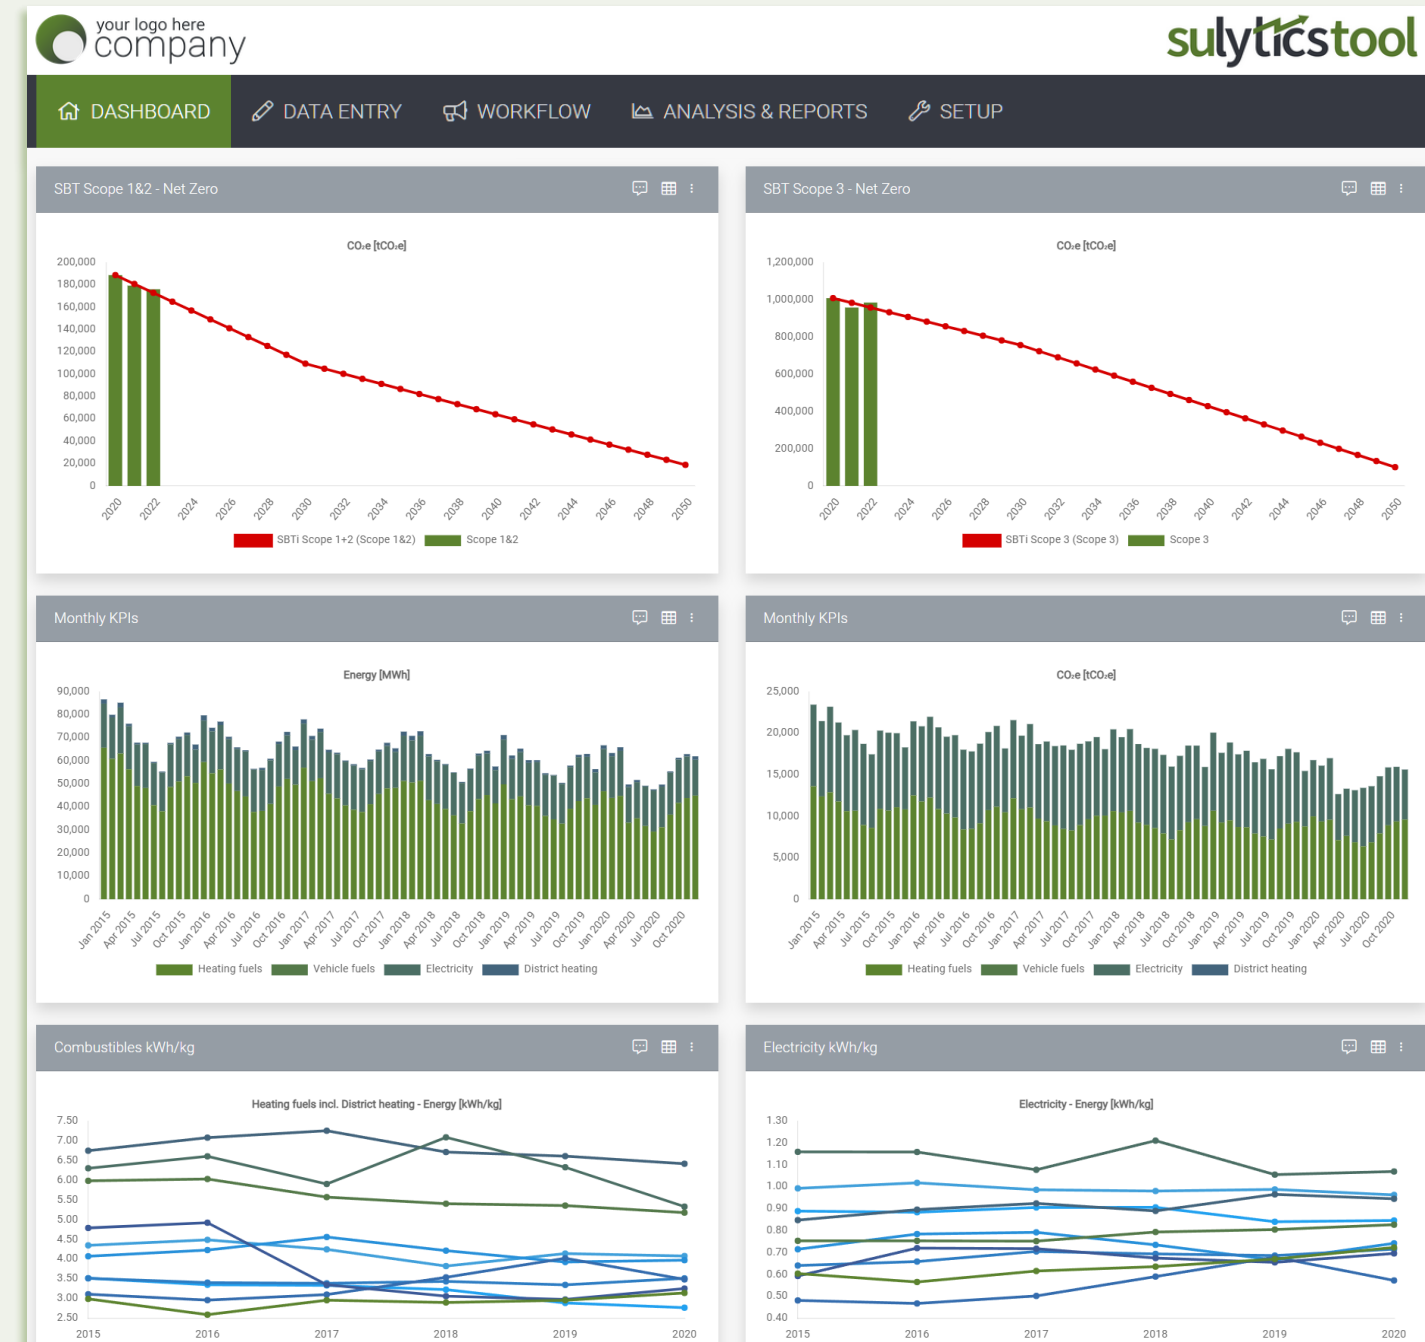 your logo here
company
sulyticstool
DASHBOARD DATA ENTRY WORKFLOW ANALYSIS & REPORTS SETUP
SBT Scope 1&2 - Net Zero
CO₂e [tCO₂e]
200,000
180,000
160,000
140,000
120,000
100,000
80,000
60,000
40,000
20,000
0
2020 2022 2024 2026 2028 2030 2032 2034 2036 2038 2040 2042 2044 2046 2048 2050
SBTi Scope 1+2 (Scope 1&2) Scope 1&2
SBT Scope 3 - Net Zero
CO₂e [tCO₂e]
1,200,000
1,000,000
800,000
600,000
400,000
200,000
0
2020 2022 2024 2026 2028 2030 2032 2034 2036 2038 2040 2042 2044 2046 2048 2050
SBTi Scope 3 (Scope 3) Scope 3
Monthly KPIs
Energy [MWh]
90,000
80,000
70,000
60,000
50,000
40,000
30,000
20,000
10,000
0
Jan 2015 Apr 2015 Jul 2015 Oct 2015 Jan 2016 Apr 2016 Jul 2016 Oct 2016 Jan 2017 Apr 2017 Jul 2017 Oct 2017 Jan 2018 Apr 2018 Jul 2018 Oct 2018 Jan 2019 Apr 2019 Jul 2019 Oct 2019 Jan 2020 Apr 2020 Jul 2020 Oct 2020
Heating fuels Vehicle fuels Electricity District heating
Monthly KPIs
CO₂e [tCO₂e]
25,000
20,000
15,000
10,000
5,000
0
Jan 2015 Apr 2015 Jul 2015 Oct 2015 Jan 2016 Apr 2016 Jul 2016 Oct 2016 Jan 2017 Apr 2017 Jul 2017 Oct 2017 Jan 2018 Apr 2018 Jul 2018 Oct 2018 Jan 2019 Apr 2019 Jul 2019 Oct 2019 Jan 2020 Apr 2020 Jul 2020 Oct 2020
Heating fuels Vehicle fuels Electricity District heating
Combustibles kWh/kg
Heating fuels incl. District heating - Energy [kWh/kg]
7.50
7.00
6.50
6.00
5.50
5.00
4.50
4.00
3.50
3.00
2.50
2015 2016 2017 2018 2019 2020
Electricity kWh/kg
Electricity - Energy [kWh/kg]
1.30
1.20
1.10
1.00
0.90
0.80
0.70
0.60
0.50
0.40
2015 2016 2017 2018 2019 2020